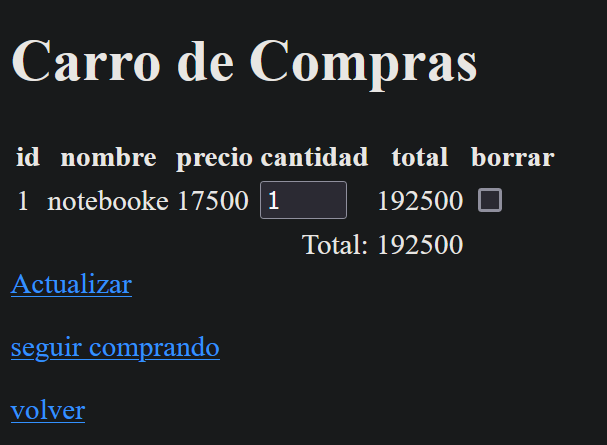 Carro de Compras
id nombre precio cantidad total borrar
1 notebooke 17500 1 192500
Total: 192500
Actualizar
seguir comprando
volver